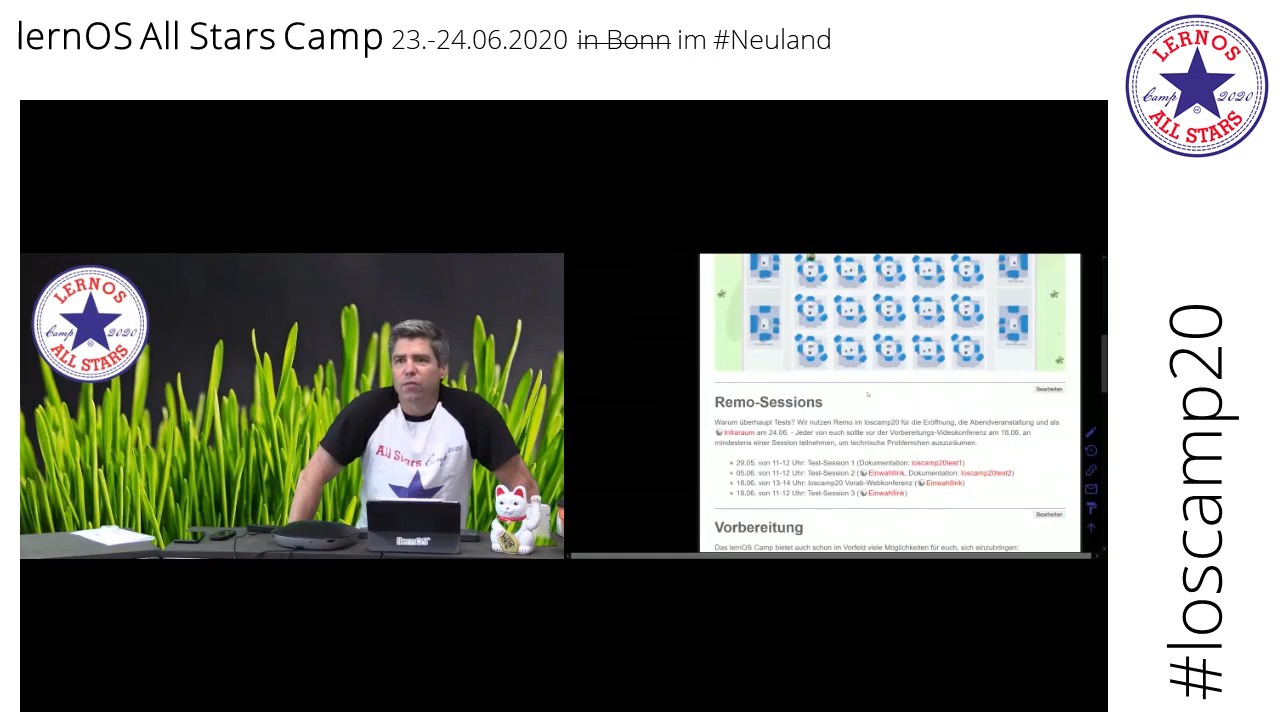 lernOS All Stars Camp 23.-24.06.2020 in Bonn im #Neuland
LERNOS
Camp 2020
ALL STARS
#loscamp20
LERNOS
Camp 2020
ALL STARS
All Stars Camp 2020
lernOS
Bearbeiten
Remo-Sessions
Warum überhaupt Tests? Wir nutzen Remo im loscamp20 für die Eröffnung, die Abendveranstaltung und als
Infraraum am 24.06. - Jeder von euch sollte vor der Vorbereitungs-Videokonferenz am 18.06. an
mindestens einer Session teilnehmen, um technische Problemchen auszuräumen.
29.05. von 11-12 Uhr: Test-Session 1 (Dokumentation: loscamp20test1)
05.06. von 11-12 Uhr: Test-Session 2 (Einwahllink, Dokumentation: loscamp20test2)
18.06. von 13-14 Uhr: loscamp20 Vorab-Webkonferenz (Einwahllink)
19.06. von 11-12 Uhr: Test-Session 3 (Einwahllink)
Bearbeiten
Vorbereitung
Das lernOS Camp bietet auch schon im Vorfeld viele Möglichkeiten für euch, sich einzubringen: